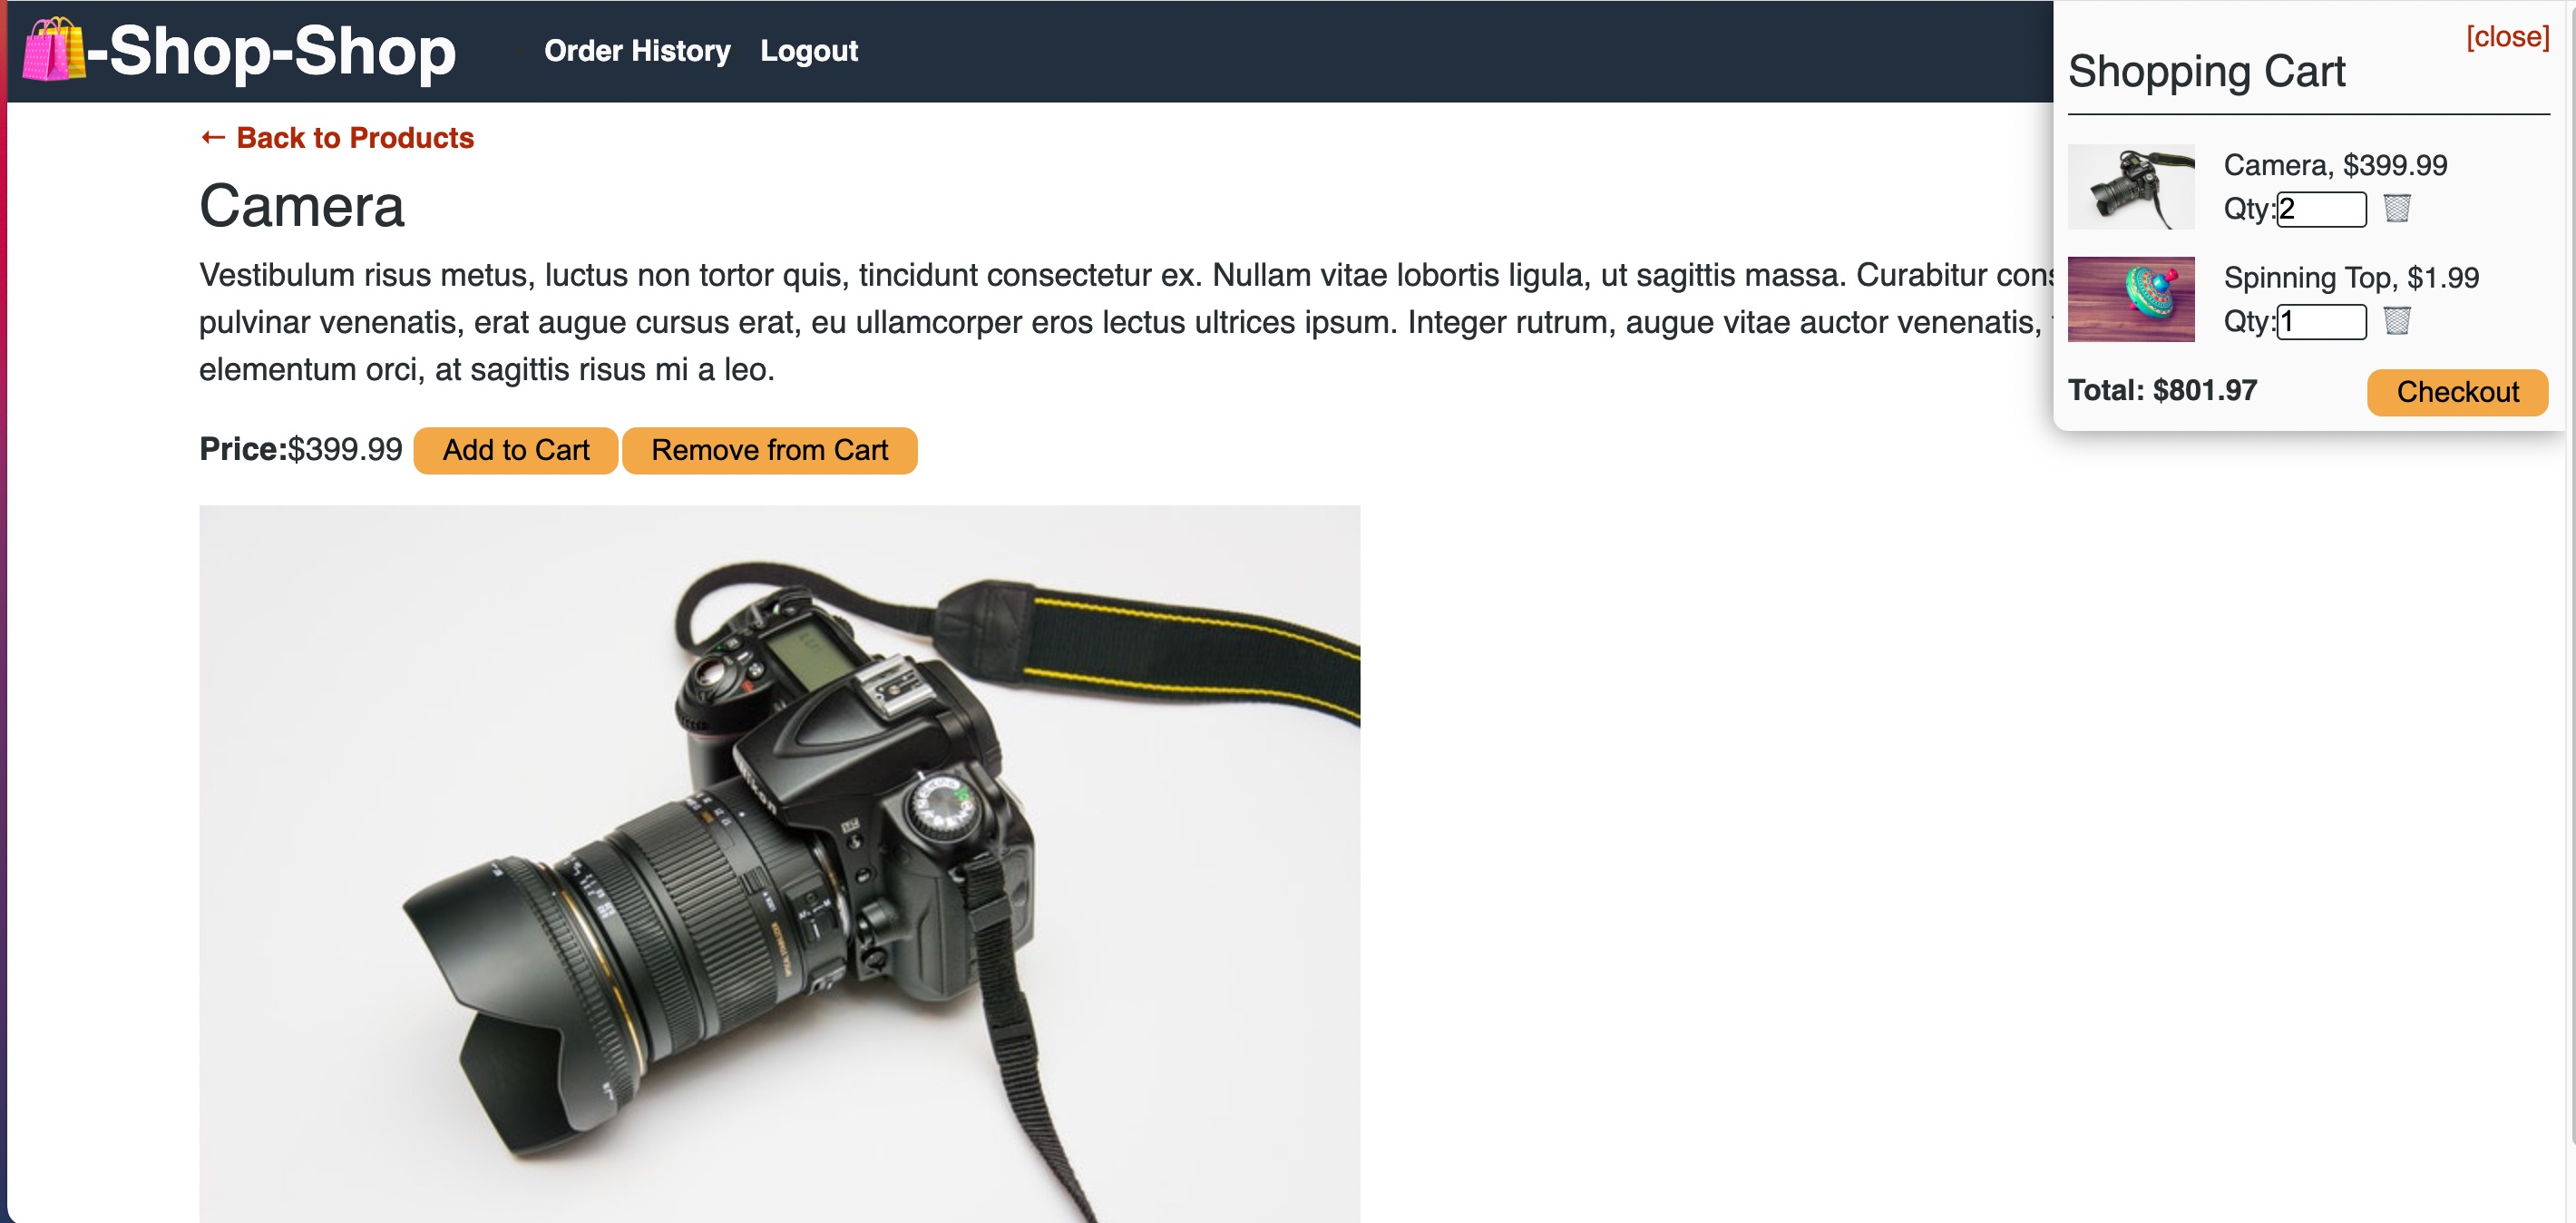 -Shop-Shop
Order History Logout
← Back to Products
Camera
Vestibulum risus metus, luctus non tortor quis, tincidunt consectetur ex. Nullam vitae lobortis ligula, ut sagittis massa. Curabitur cons
pulvinar venenatis, erat augue cursus erat, eu ullamcorper eros lectus ultrices ipsum. Integer rutrum, augue vitae auctor venenatis,
elementum orci, at sagittis risus mi a leo.
Price:$399.99 Add to Cart Remove from Cart
Nikon
[close]
Shopping Cart
Camera, $399.99
Qty:2
Spinning Top, $1.99
Qty:1
Total: $801.97 Checkout